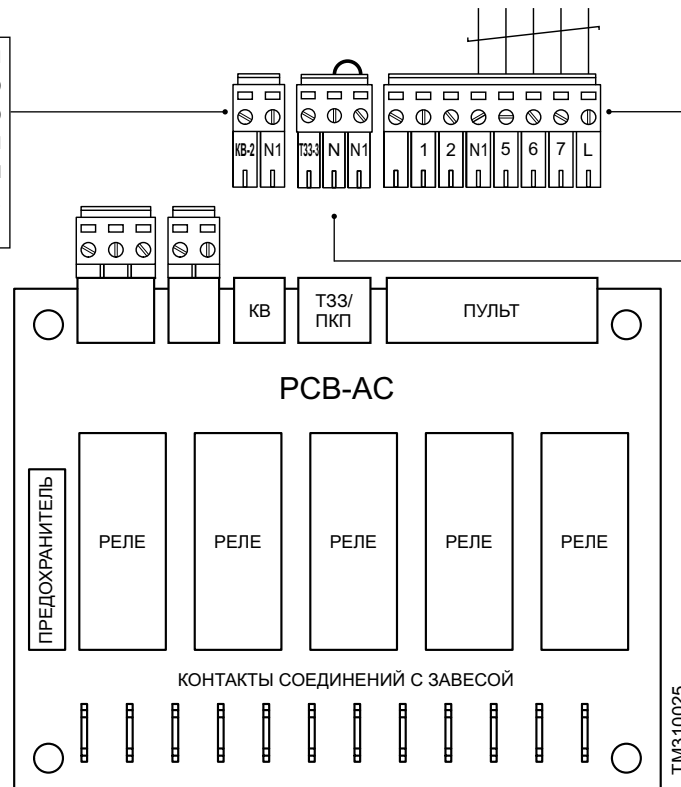 КВ-2 N1 ТЗЗ-3 N N1 1 2 N1 5 6 7 L
КВ
ТЗЗ/
ПКП
ПУЛЬТ
PCB-AC
ПРЕДОХРАНИТЕЛЬ
РЕЛЕ РЕЛЕ РЕЛЕ РЕЛЕ РЕЛЕ
КОНТАКТЫ СОЕДИНЕНИЙ С ЗАВЕСОЙ
TM310025